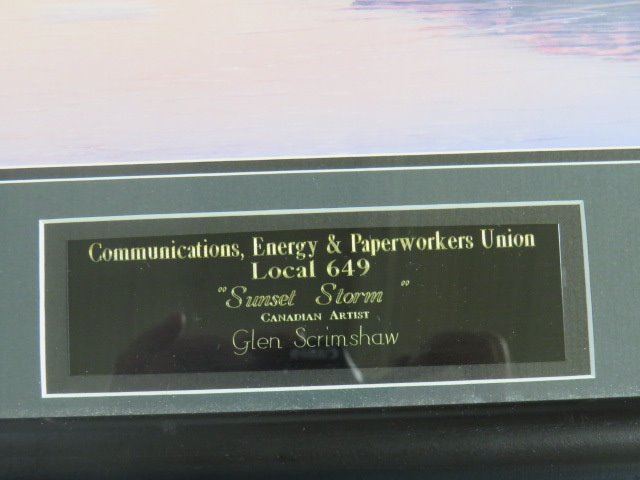 Communications, Energy & Paperworkers Union
Local 649
"Sunset Storm"
CANADIAN ARTIST
Glen Scrimshaw